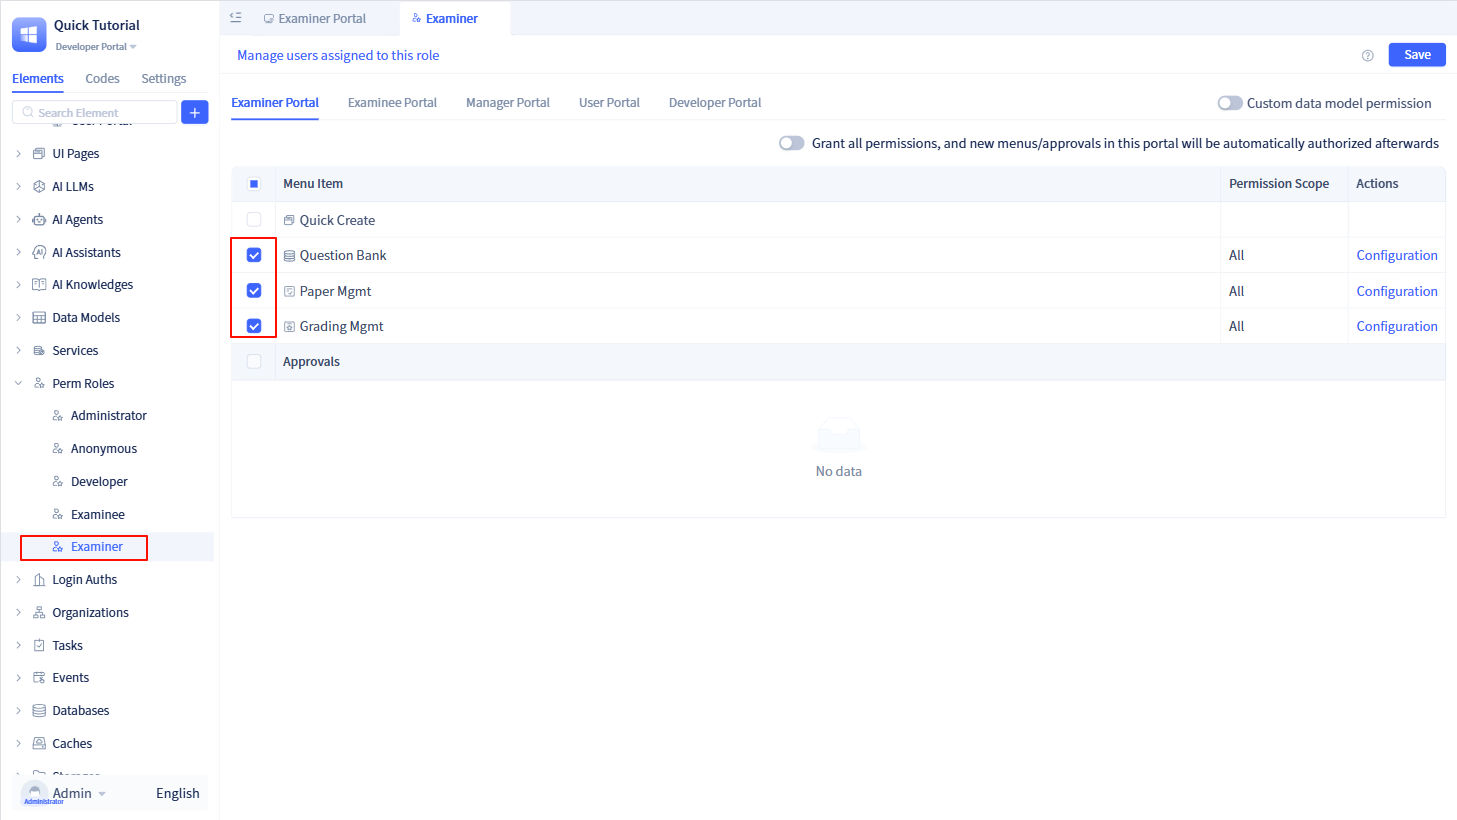 Quick Tutorial
Developer Portal
Elements Codes Settings
Search Element
User Portal
UI Pages
AI LLMs
AI Agents
AI Assistants
AI Knowledges
Data Models
Services
Perm Roles
Administrator
Anonymous
Developer
Examinee
Examiner
Login Auths
Organizations
Tasks
Events
Databases
Caches
Storages
Admin English
Administrator
Examiner Portal Examiner
Manage users assigned to this role Save
Examiner Portal Examinee Portal Manager Portal User Portal Developer Portal Custom data model permission
Grant all permissions, and new menus/approvals in this portal will be automatically authorized afterwards
Menu Item Permission Scope Actions
Quick Create
Question Bank All Configuration
Paper Mgmt All Configuration
Grading Mgmt All Configuration
Approvals
No data